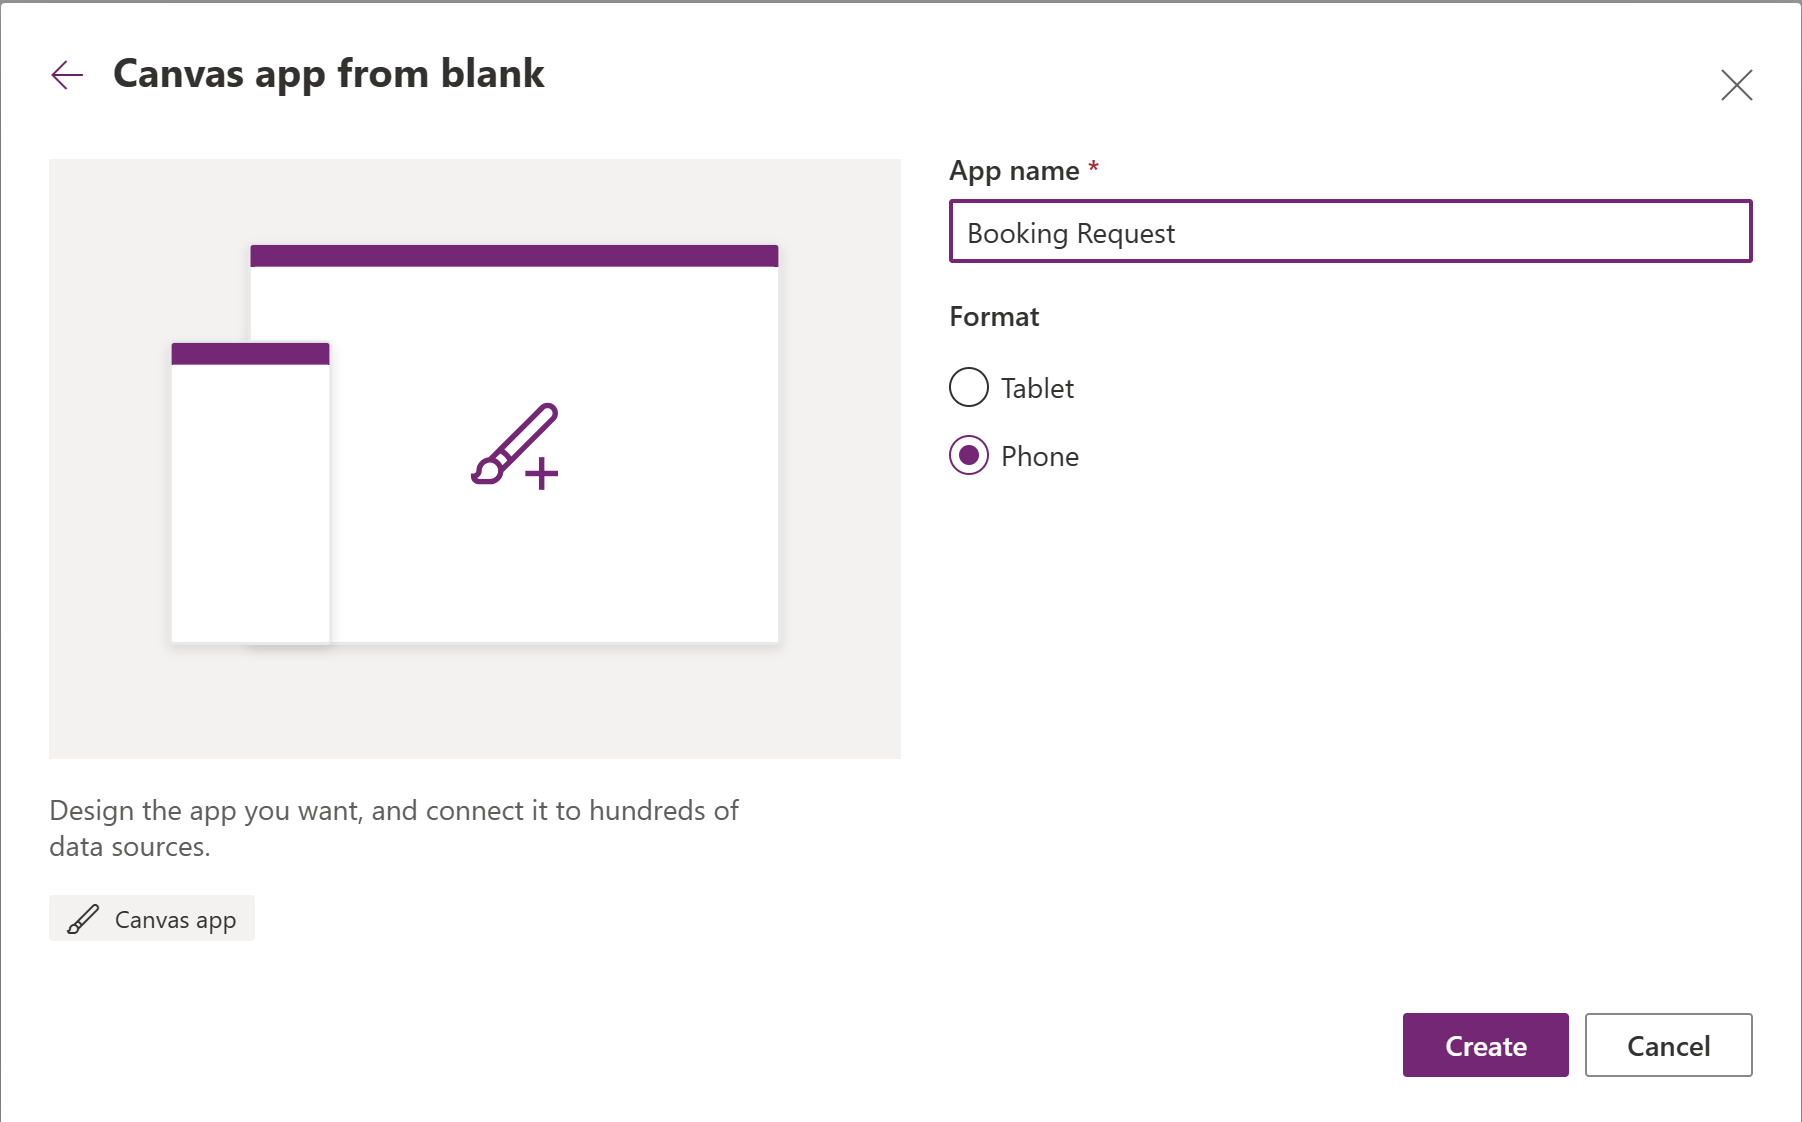 Canvas app from blank
App name *
Booking Request
Format
Tablet
Phone
Design the app you want, and connect it to hundreds of
data sources.
Canvas app
Create
Cancel